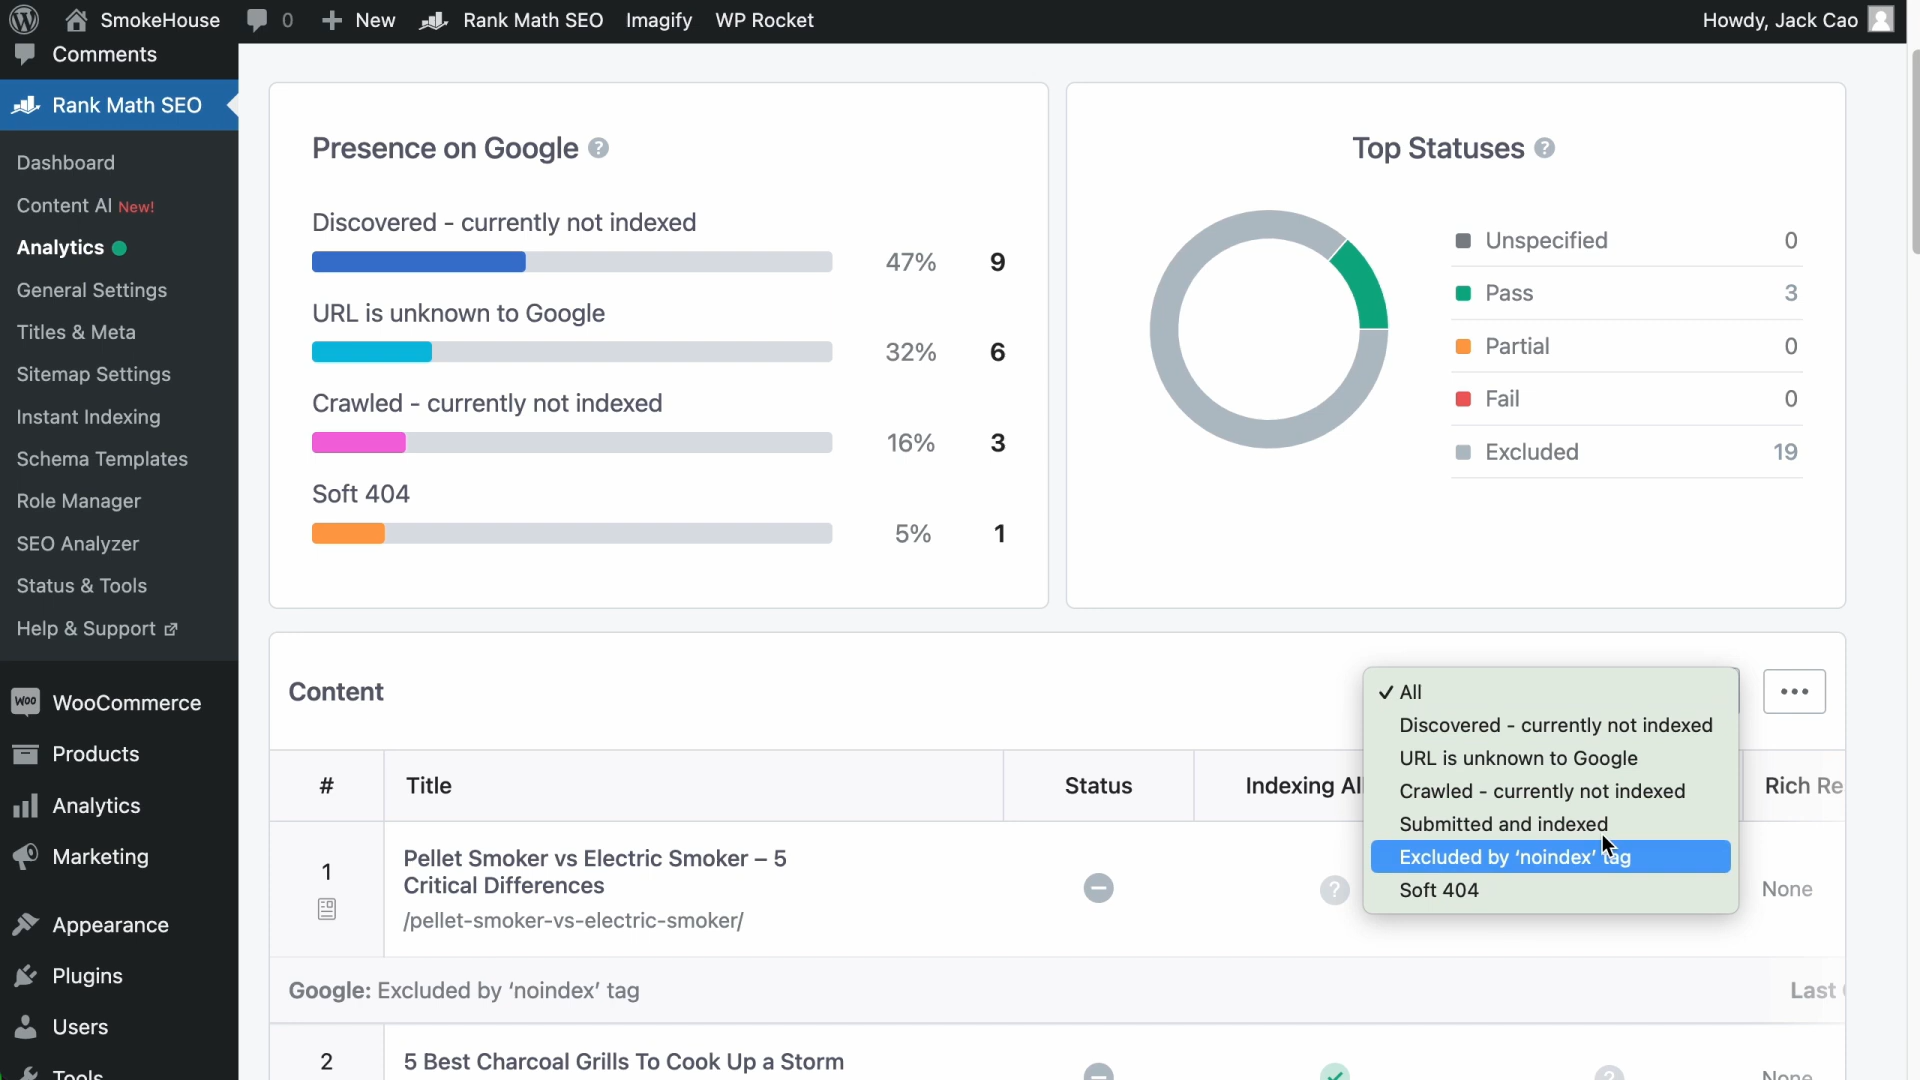 SmokeHouse 0 New Rank Math SEO Imagify WP Rocket Howdy, Jack Cao
Comments
Rank Math SEO
Dashboard
Content AI New!
Analytics
General Settings
Titles & Meta
Sitemap Settings
Instant Indexing
Schema Templates
Role Manager
SEO Analyzer
Status & Tools
Help & Support
WOO WooCommerce
Products
Analytics
Marketing
Appearance
Plugins
Users
Tools
Presence on Google ?
Discovered - currently not indexed
47% 9
URL is unknown to Google
32% 6
Crawled - currently not indexed
16% 3
Soft 404
5% 1
Top Statuses ?
Unspecified 0
Pass 3
Partial 0
Fail 0
Excluded 19
Content
✓ All
Discovered - currently not indexed
URL is unknown to Google
Crawled - currently not indexed
Submitted and indexed
Excluded by ‘noindex’ tag
Soft 404
# Title Status Indexing All Rich Re
1 Pellet Smoker vs Electric Smoker – 5
Critical Differences
/pellet-smoker-vs-electric-smoker/
? None
Google: Excluded by ‘noindex’ tag Last
2 5 Best Charcoal Grills To Cook Up a Storm
? None